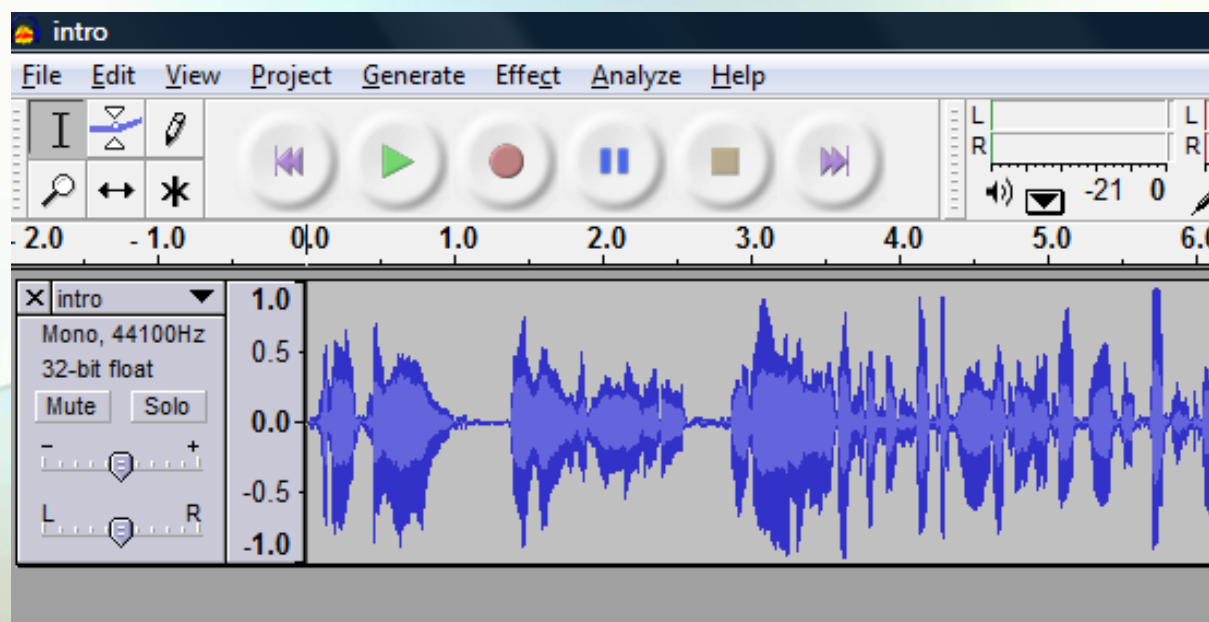 intro
File Edit View Project Generate Effect Analyze Help
L L
R R
-21 0
- 2.0 - 1.0 0.0 1.0 2.0 3.0 4.0 5.0 6.0
intro
Mono, 44100Hz
32-bit float
Mute Solo
- +
L R
1.0
0.5
0.0
-0.5
-1.0